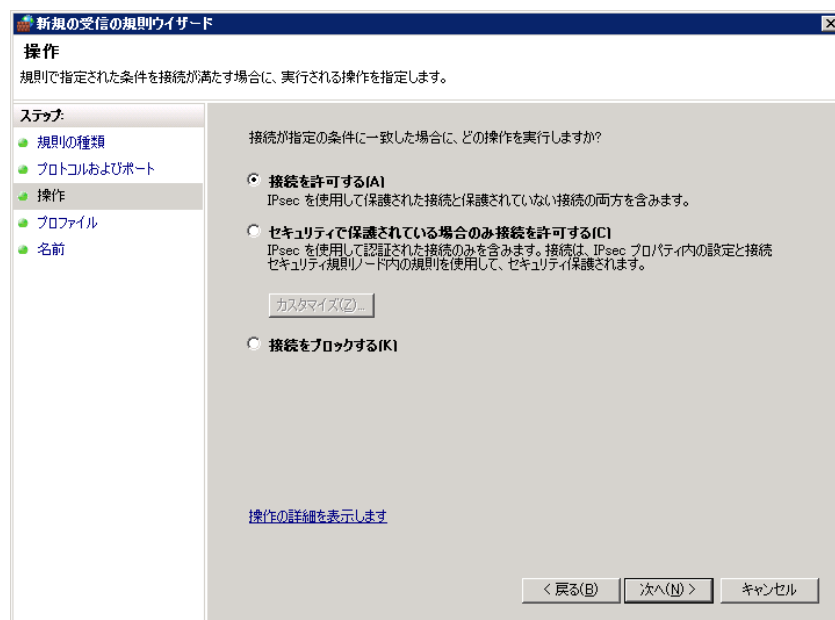 新規の受信の規則ウィザード
操作
規則で指定された条件を接続が満たす場合に、実行される操作を指定します。
ステップ:
規則の種類
プロトコルおよびポート
操作
プロファイル
名前
接続が指定の条件に一致した場合に、どの操作を実行しますか?
接続を許可する(A)
IPsec を使用して保護された接続と保護されていない接続の両方を含みます。
セキュリティで保護されている場合のみ接続を許可する(C)
IPsec を使用して認証された接続のみを含みます。接続は、IPsec プロパティ内の設定と接続
セキュリティ規則ノード内の規則を使用して、セキュリティ保護されます。
カスタマイズ(Z)...
接続をブロックする(K)
操作の詳細を表示します
< 戻る(B)
次へ(N) >
キャンセル